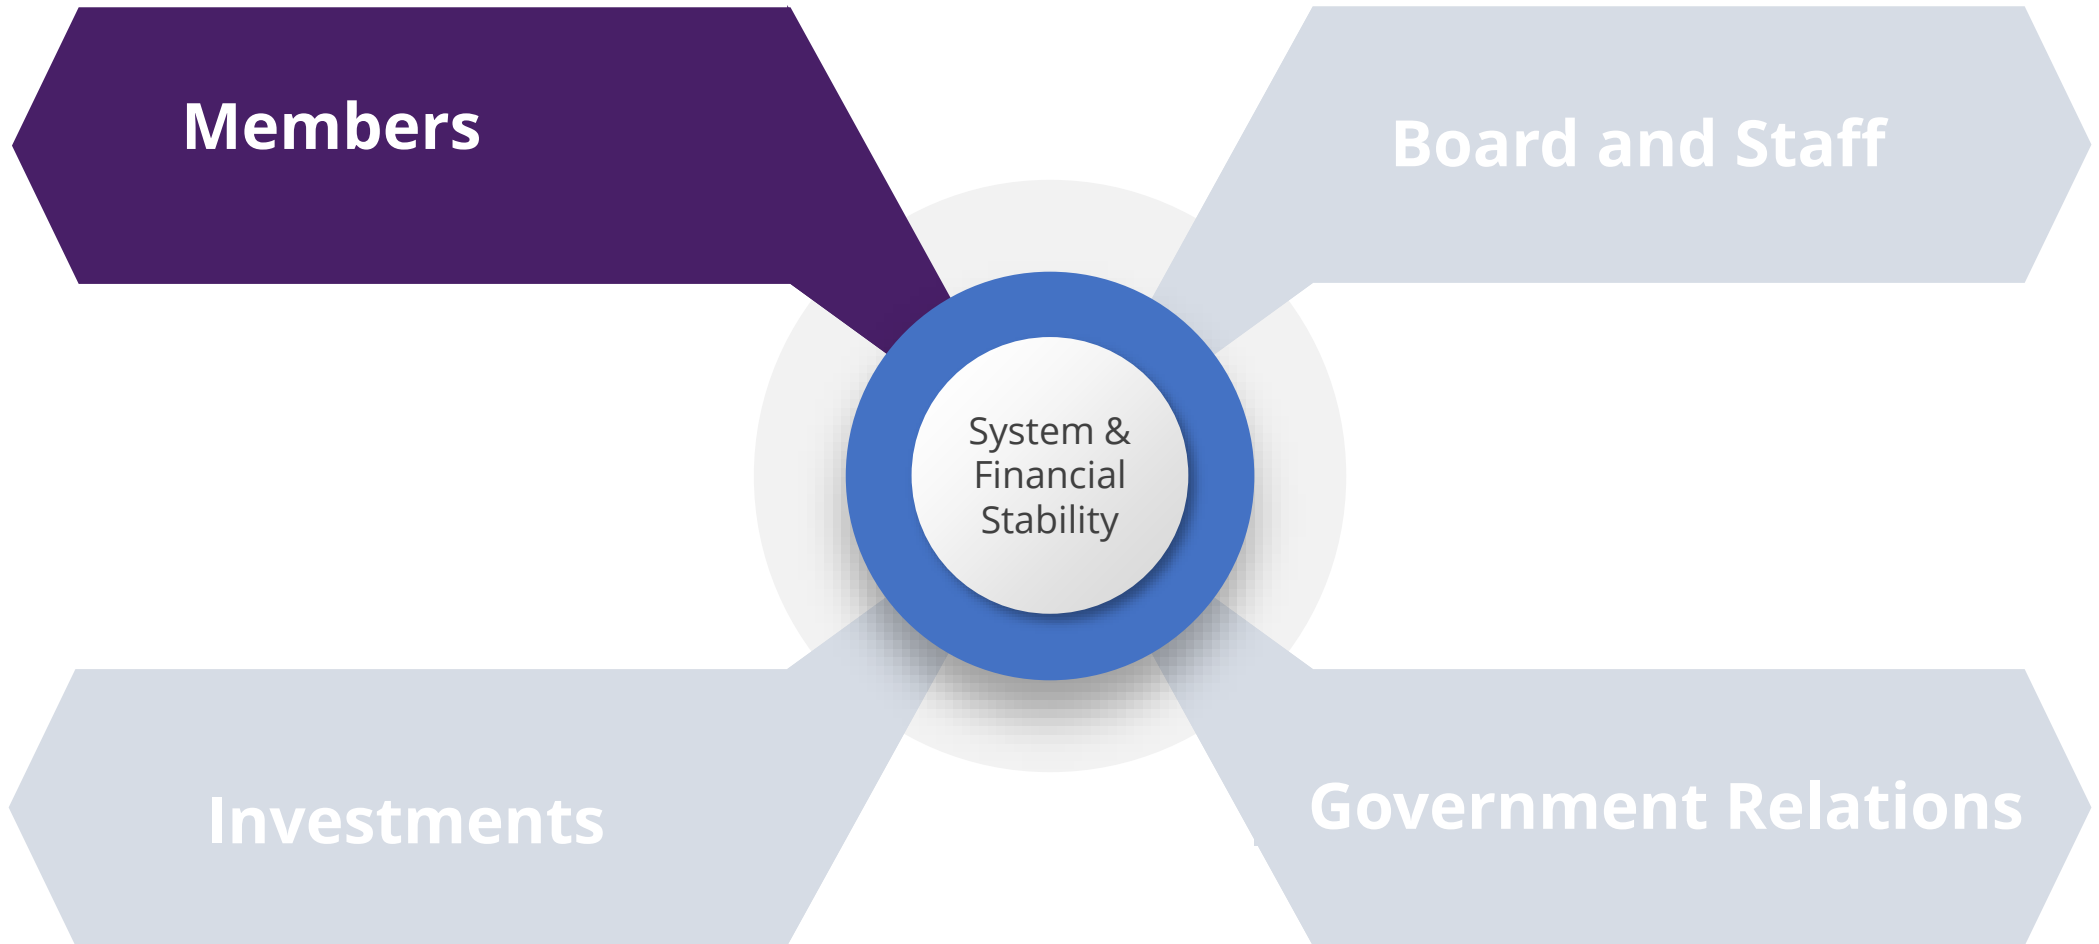 Members
Board and Staff
System &
Financial
Stability
Investments
Government Relations